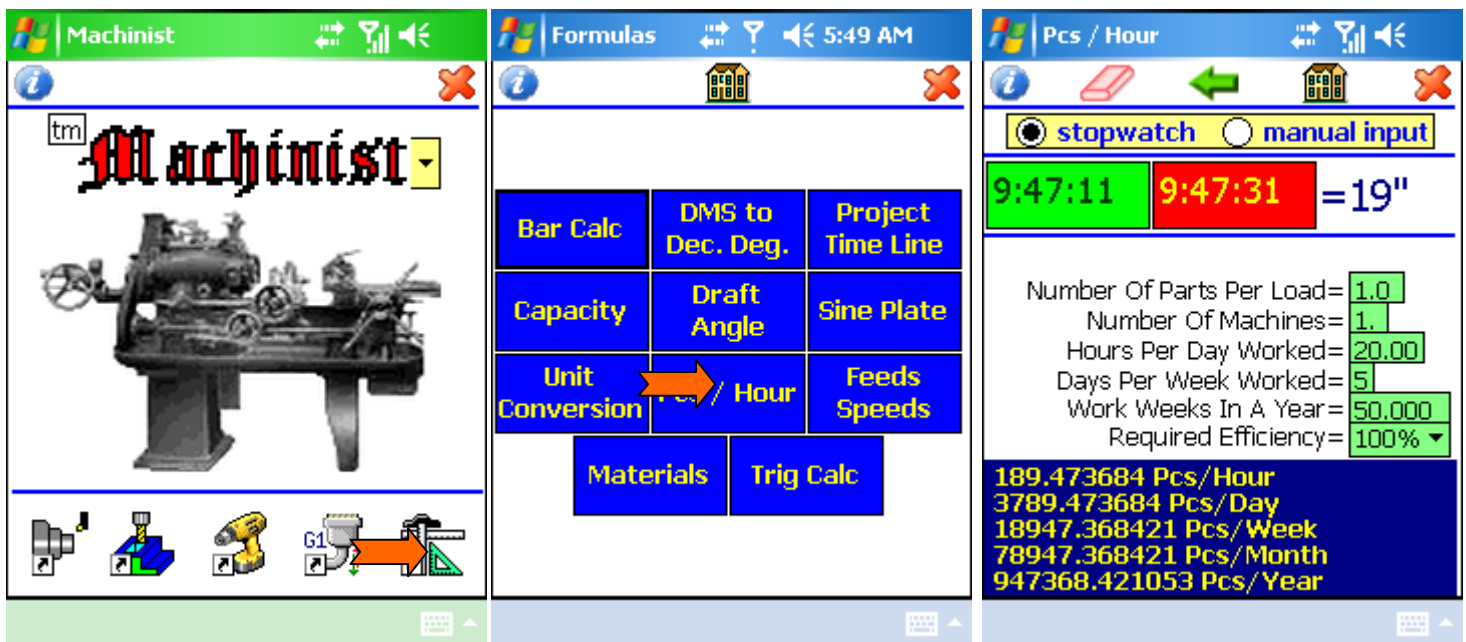 Machinist
tm
Machinist
G1
Formulas 5:49 AM
Bar Calc
DMS to
Dec. Deg.
Project
Time Line
Capacity
Draft
Angle
Sine Plate
Unit
Conversion
/ Hour
Feeds
Speeds
Materials
Trig Calc
Pcs / Hour
stopwatch manual input
9:47:11 9:47:31 =19"
Number Of Parts Per Load= 1.0
Number Of Machines= 1.
Hours Per Day Worked= 20.00
Days Per Week Worked= 5
Work Weeks In A Year= 50.000
Required Efficiency= 100%
189.473684 Pcs/Hour
3789.473684 Pcs/Day
18947.368421 Pcs/Week
78947.368421 Pcs/Month
947368.421053 Pcs/Year